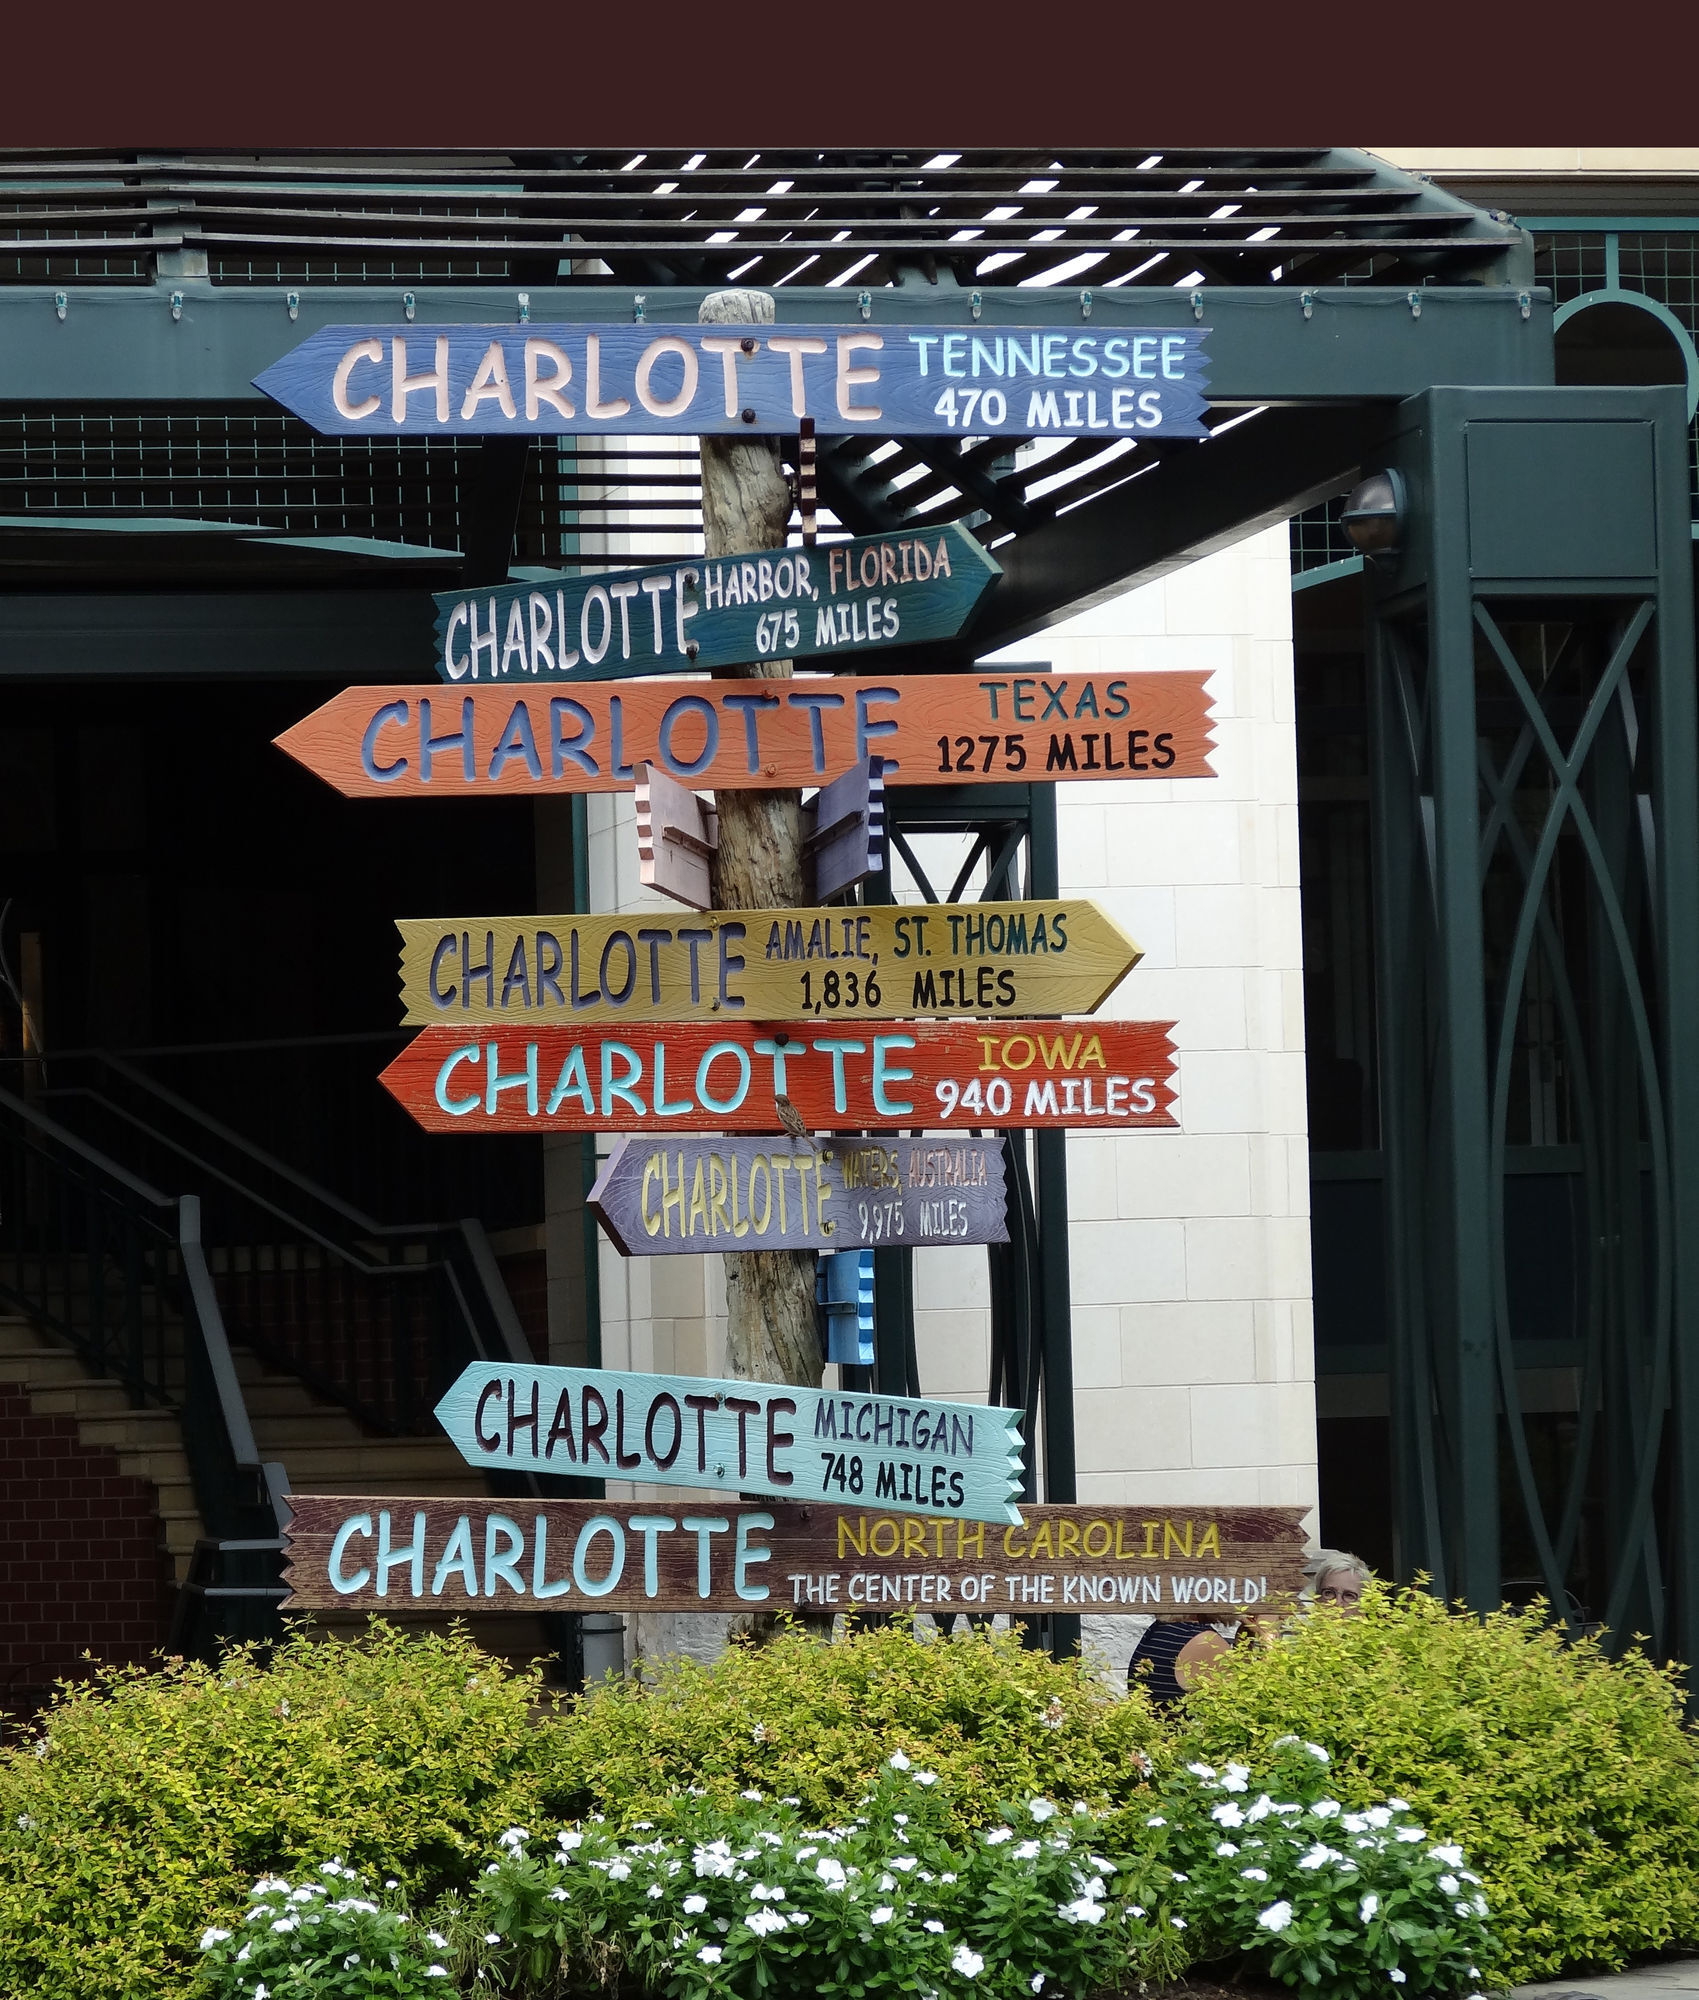 CHARLOTTE TENNESSEE
470 MILES
CHARLOTTE HARBOR, FLORIDA
675 MILES
CHARLOTTE TEXAS
1275 MILES
CHARLOTTE AMALIE, ST. THOMAS
1,836 MILES
CHARLOTTE IOWA
940 MILES
CHARLOTTE WATERS, AUSTRALIA
9,975 MILES
CHARLOTTE MICHIGAN
748 MILES
CHARLOTTE NORTH CAROLINA
THE CENTER OF THE KNOWN WORLD!